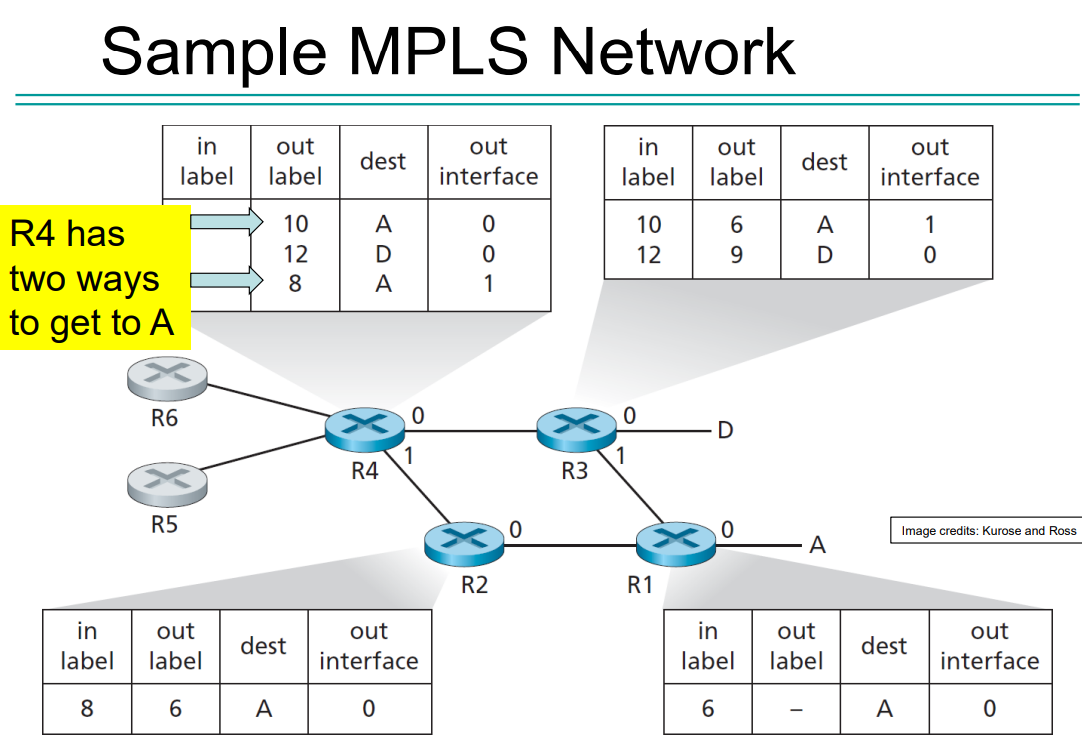 Sample MPLS Network
in label out label dest out interface
10 A 0
12 D 0
8 A 1
in label out label dest out interface
10 6 A 1
12 9 D 0
R4 has
two ways
to get to A
R6
0
0
D
R4
1
R3
1
R5
Image credits: Kurose and Ross
0
0
A
R2
R1
in label out label dest out interface
8 6 A 0
in label out label dest out interface
6 – A 0